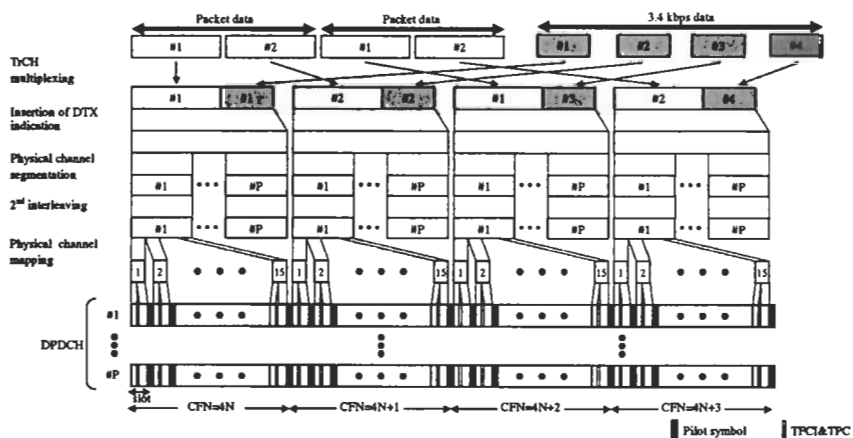 Packet data Packet data 3.4 kbps data
#1 #2 #1 #2 #1 #2 #3 #4
TrCH
multiplexing
#1 #1 #2 #2 #1 #3 #2 #4
Insertion of DTX
indication
Physical channel
segmentation
#1 ••• #P #1 ••• #P #1 ••• #P #1 ••• #P
2nd interleaving
#1 ••• #P #1 ••• #P #1 ••• #P #1 ••• #P
Physical channel
mapping
1 2 • • • 15 1 2 • • • 15 1 2 • • • 15 1 2 • • • 15
#1
DPDCH
#P
slot
CFN=4N CFN=4N+1 CFN=4N+2 CFN=4N+3
Pilot symbol TFCI&TPC